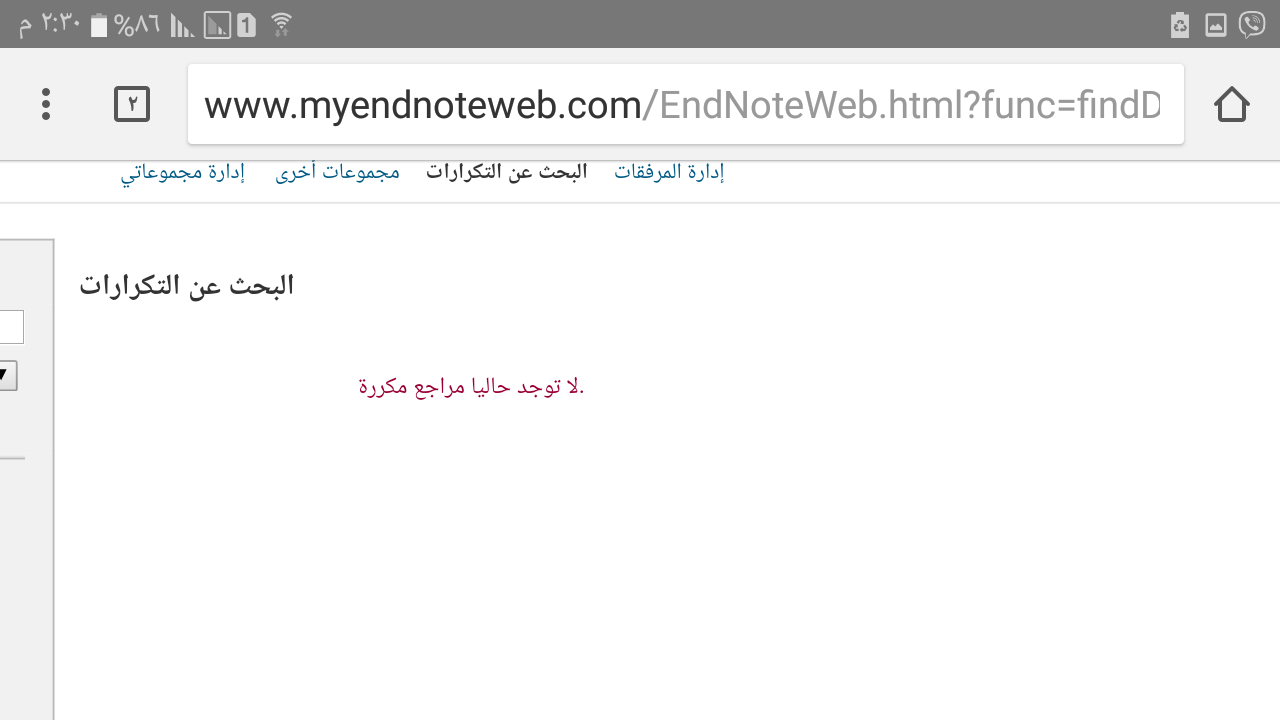 م ٢:٣٠ %٨٦ 1
٢ www.myendnoteweb.com/EndNoteWeb.html?func=findD
إدارة مجموعاتي مجموعات أخرى البحث عن التكرارات إدارة المرفقات
البحث عن التكرارات
لا توجد حاليا مراجع مكررة.